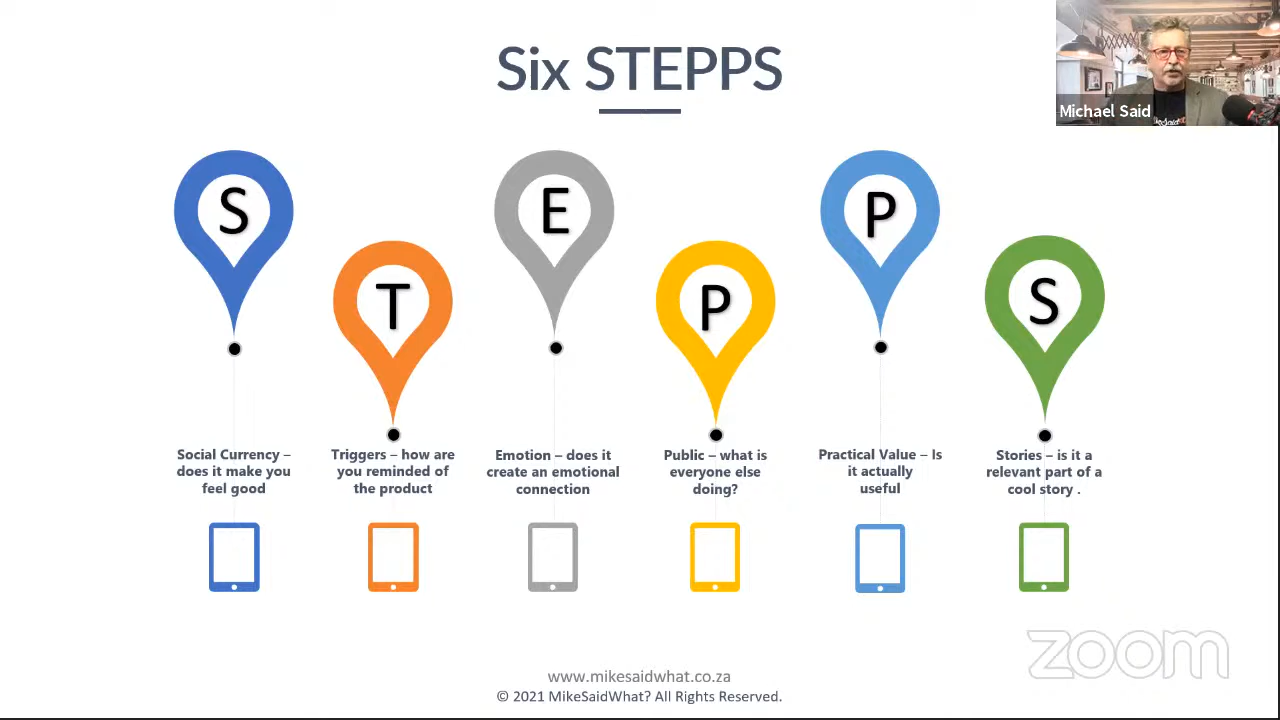 Six STEPPS
Michael Said
S
T
E
P
P
S
Social Currency –
does it make you
feel good
Triggers – how are
you reminded of
the product
Emotion – does it
create an emotional
connection
Public – what is
everyone else
doing?
Practical Value – Is
it actually
useful
Stories – is it a
relevant part of a
cool story .
zoom
www.mikesaidwhat.co.za
© 2021 MikeSaidWhat? All Rights Reserved.